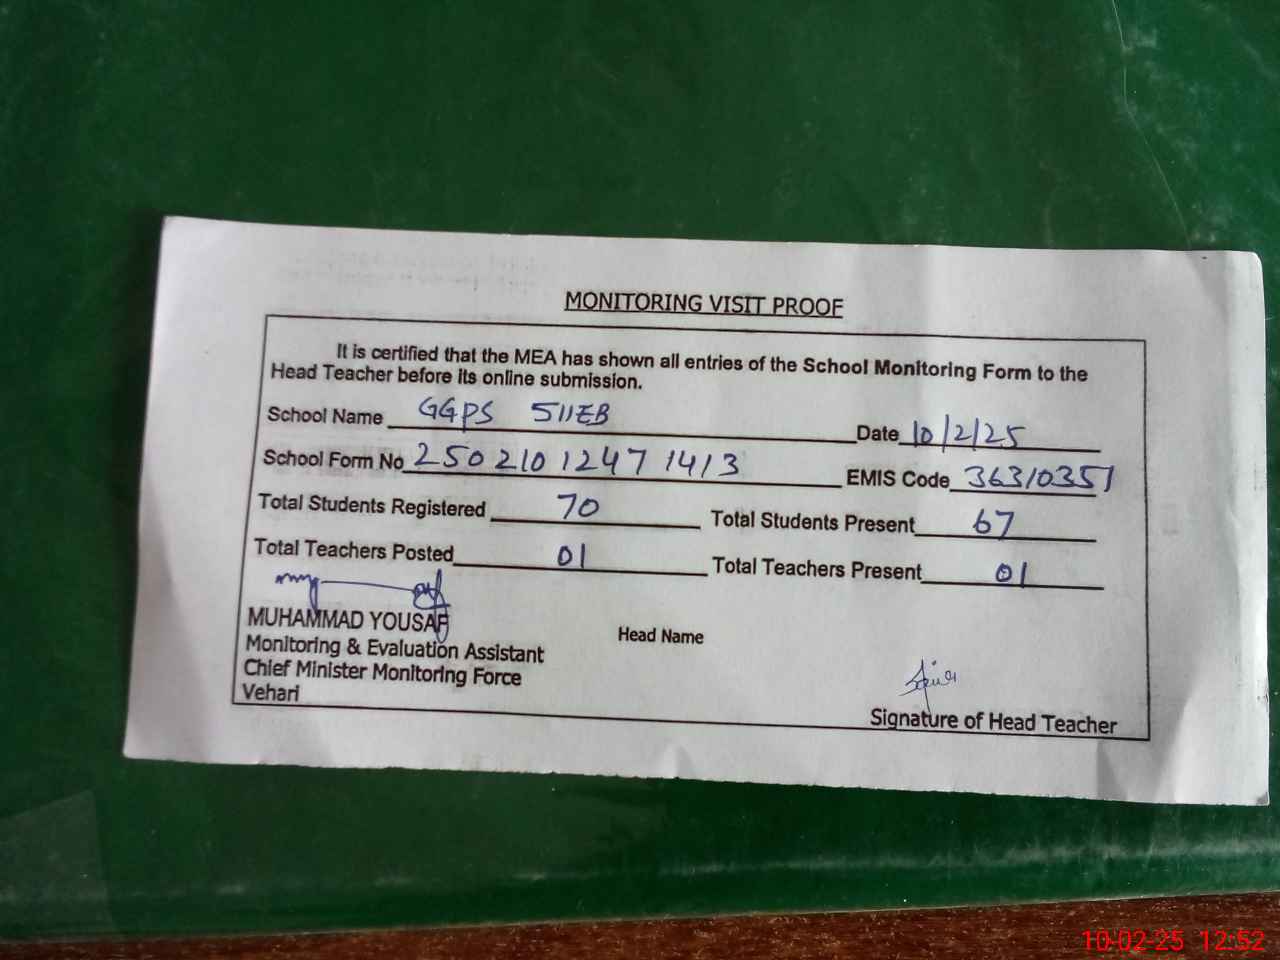 MONITORING VISIT PROOF
It is certified that the MEA has shown all entries of the School Monitoring Form to the
Head Teacher before its online submission.
School Name GGPS 511EB Date 10/2/25
School Form No 2502101247 1413 EMIS Code 36310351
Total Students Registered 70 Total Students Present 67
Total Teachers Posted 01 Total Teachers Present 01
MUHAMMAD YOUSAF
Monitoring & Evaluation Assistant
Chief Minister Monitoring Force
Vehari
Head Name
Signature of Head Teacher
10-02-25 12:52